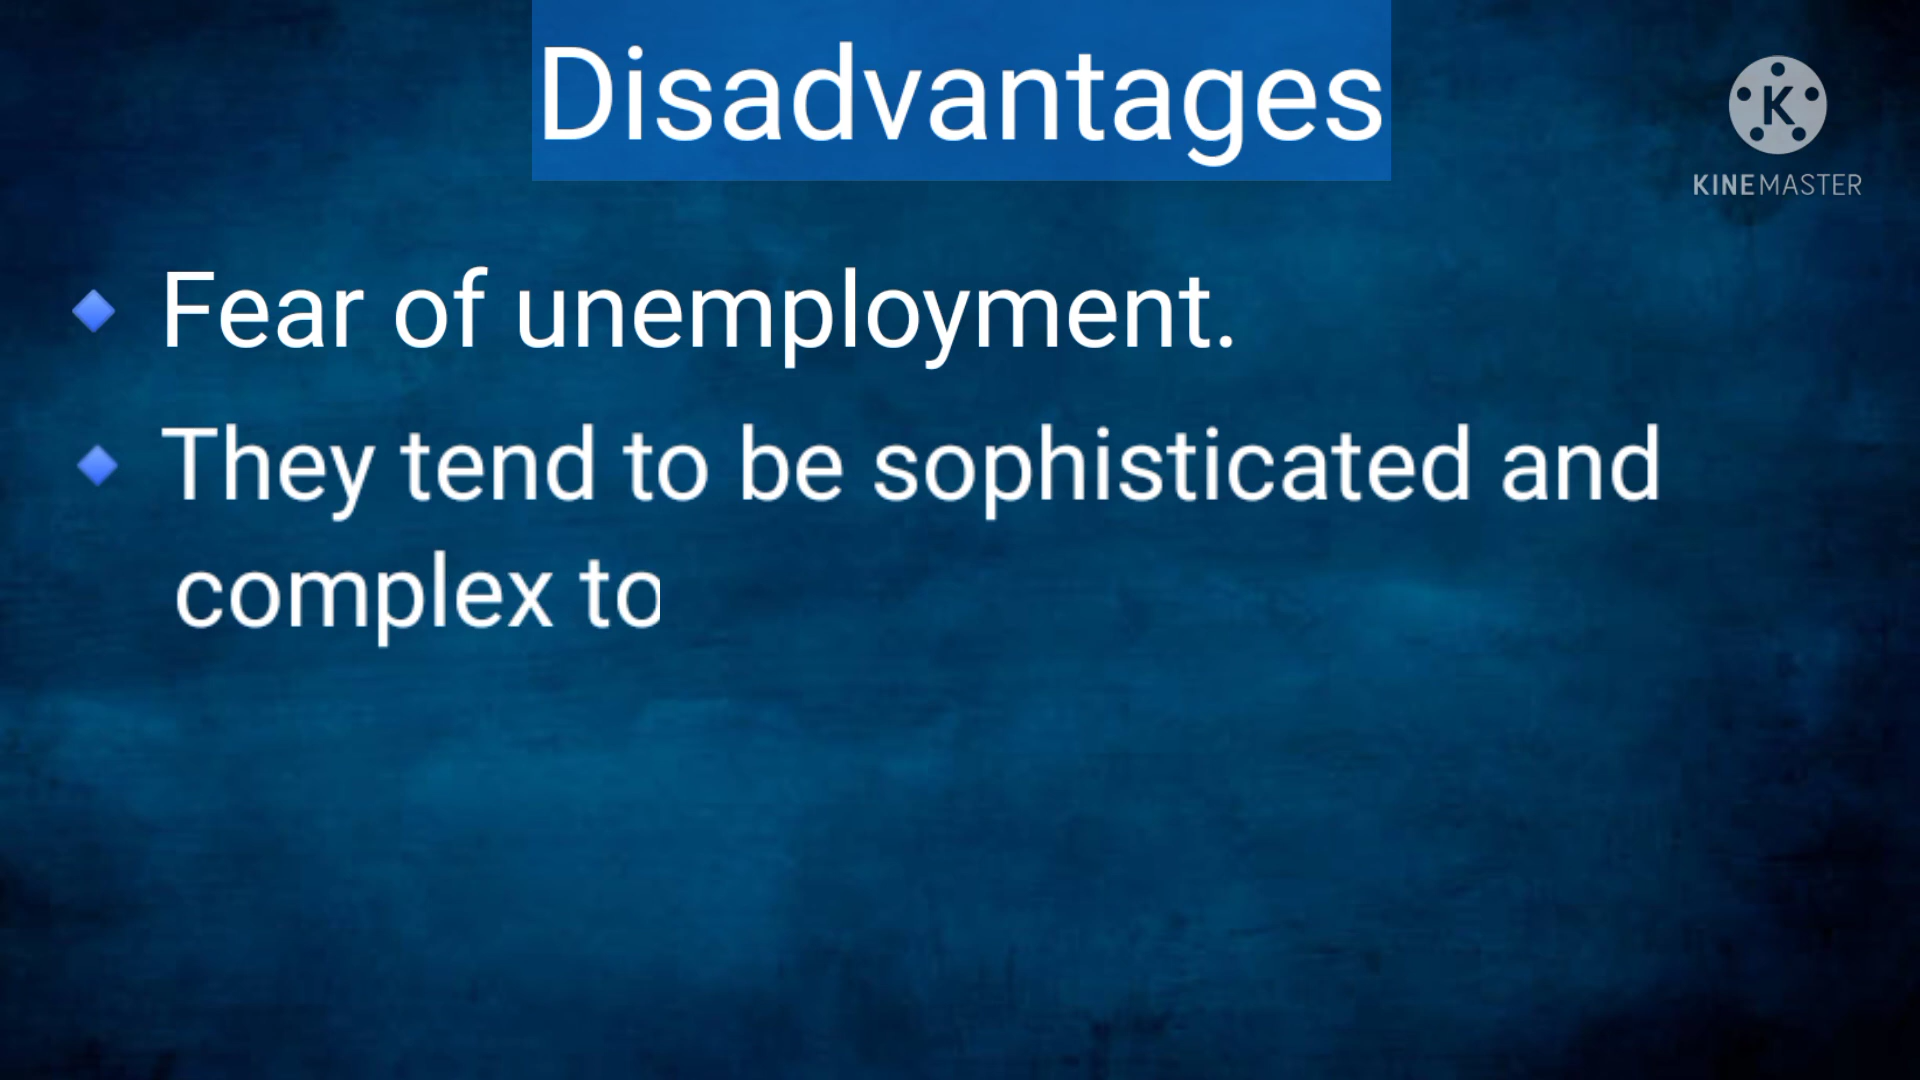 Disadvantages
K
KINEMASTER
Fear of unemployment.
They tend to be sophisticated and
complex to